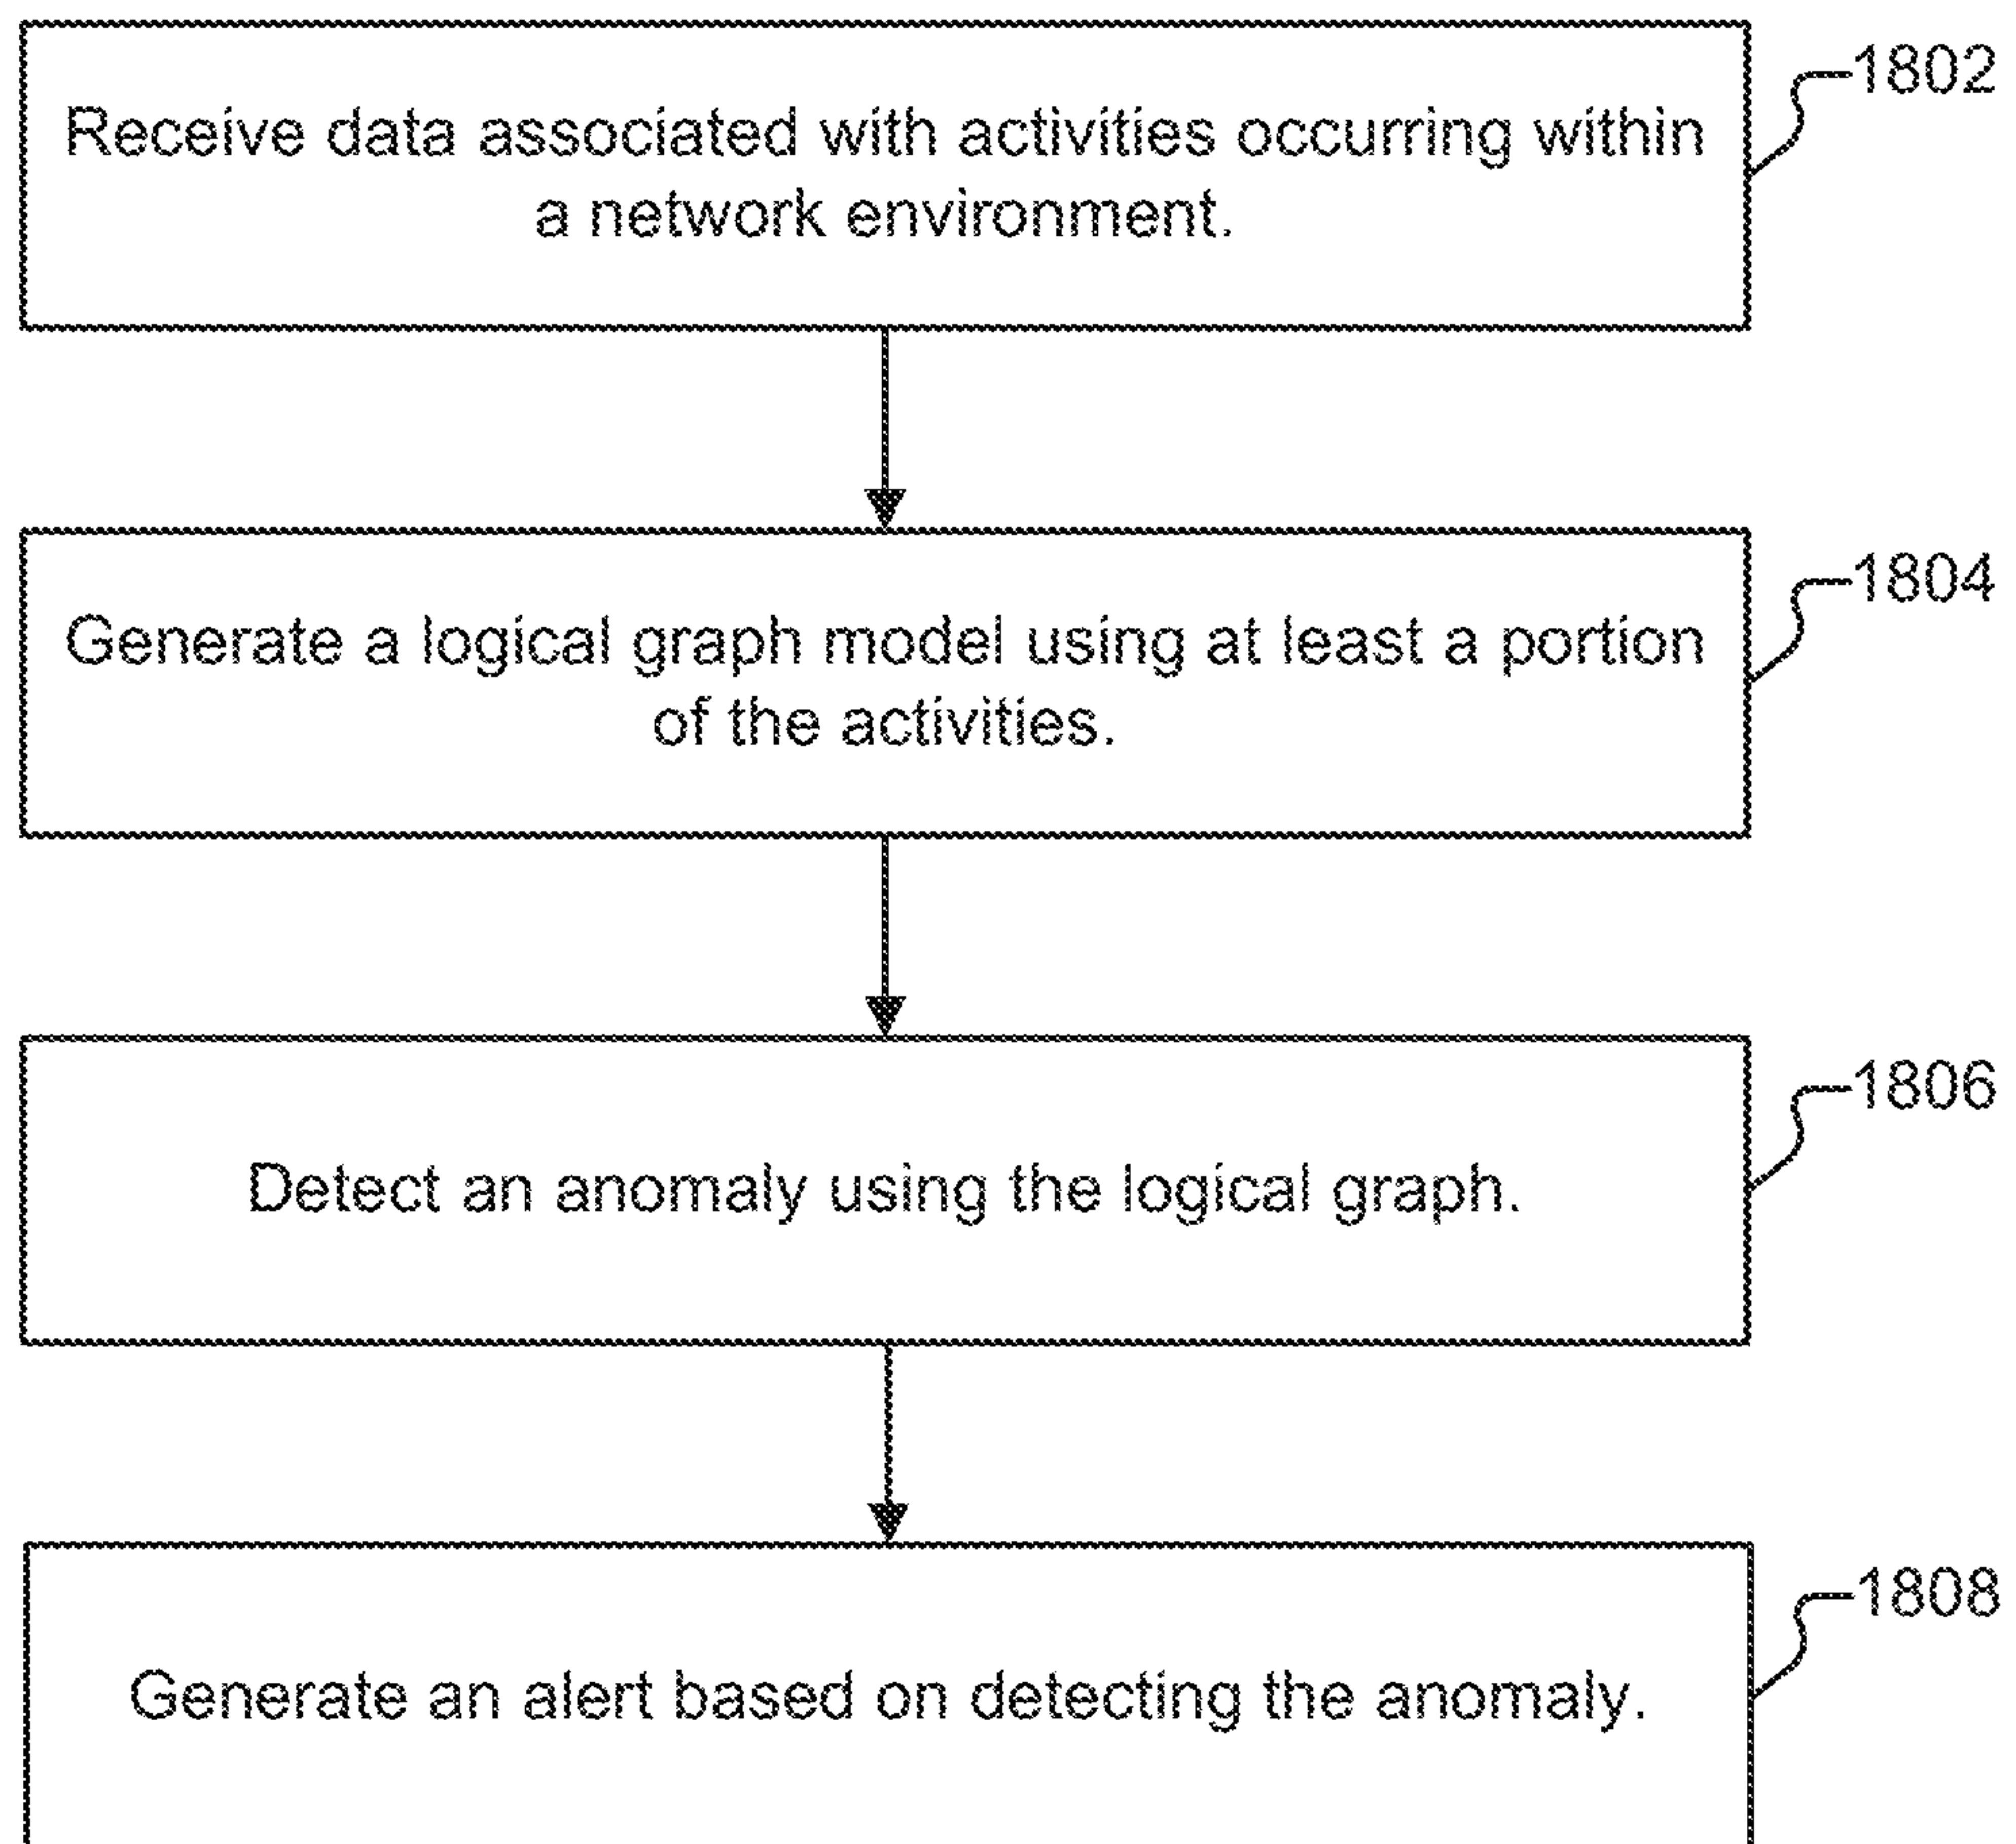 1802
Receive data associated with activities occurring within
a network environment.
1804
Generate a logical graph model using at least a portion
of the activities.
1806
Detect an anomaly using the logical graph.
1808
Generate an alert based on detecting the anomaly.